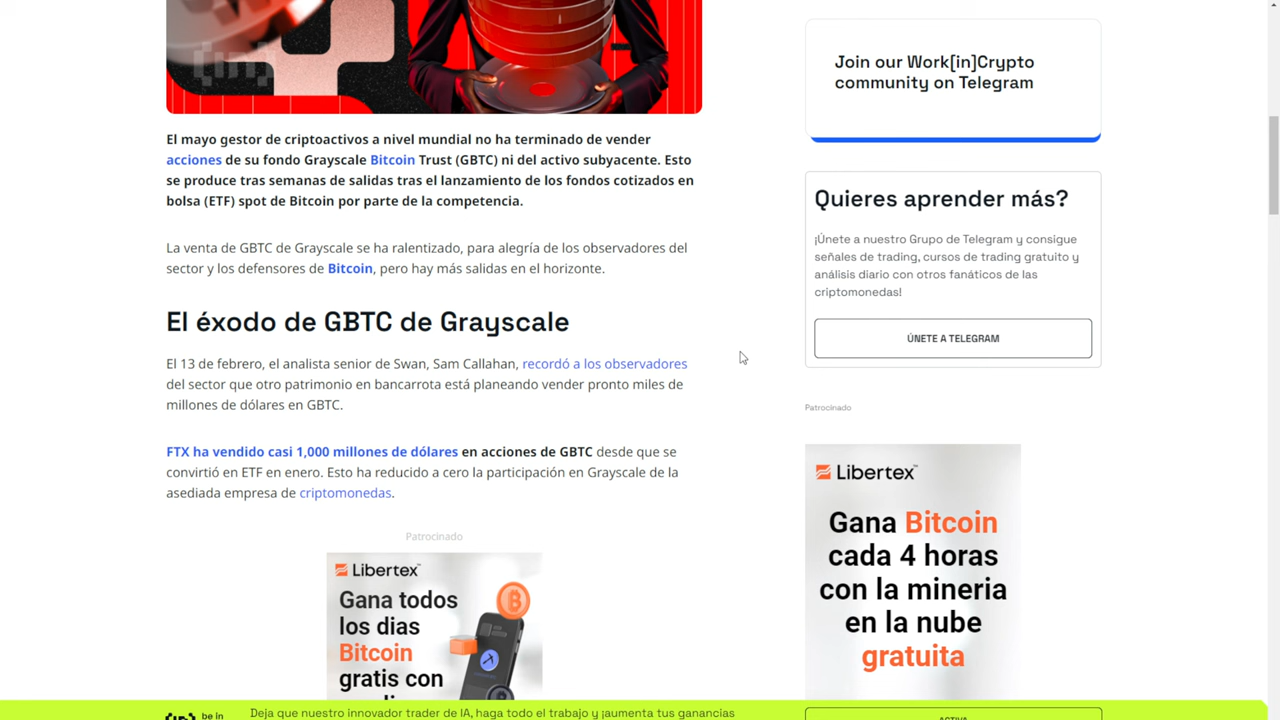 El mayo gestor de criptoactivos a nivel mundial no ha terminado de vender
acciones de su fondo Grayscale Bitcoin Trust (GBTC) ni del activo subyacente. Esto
se produce tras semanas de salidas tras el lanzamiento de los fondos cotizados en
bolsa (ETF) spot de Bitcoin por parte de la competencia.
La venta de GBTC de Grayscale se ha ralentizado, para alegría de los observadores del
sector y los defensores de Bitcoin, pero hay más salidas en el horizonte.
El éxodo de GBTC de Grayscale
El 13 de febrero, el analista senior de Swan, Sam Callahan, recordó a los observadores
del sector que otro patrimonio en bancarrota está planeando vender pronto miles de
millones de dólares en GBTC.
FTX ha vendido casi 1,000 millones de dólares en acciones de GBTC desde que se
convirtió en ETF en enero. Esto ha reducido a cero la participación en Grayscale de la
asediada empresa de criptomonedas.
Patrocinado
Libertex
Gana todos
los dias
Bitcoin
gratis con
Join our Work[in]Crypto
community on Telegram
Quieres aprender más?
¡Únete a nuestro Grupo de Telegram y consigue
señales de trading, cursos de trading gratuito y
análisis diario con otros fanáticos de las
criptomonedas!
ÚNETE A TELEGRAM
Patrocinado
Libertex
Gana Bitcoin
cada 4 horas
con la mineria
en la nube
gratuita
be in
Deja que nuestro innovador trader de IA, haga todo el trabajo y ¡aumenta tus ganancias